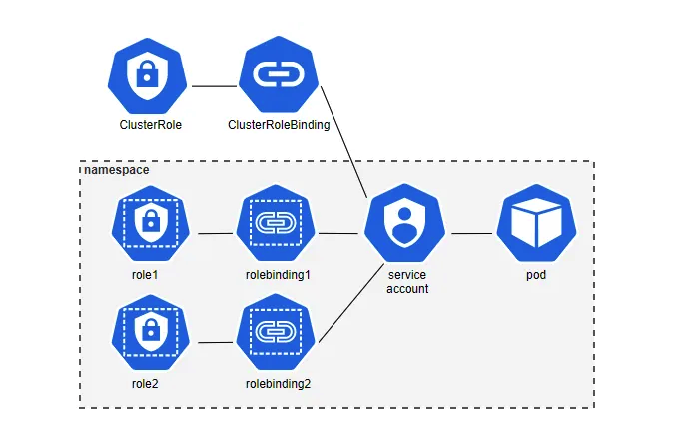 ClusterRole
ClusterRoleBinding
namespace
role1
rolebinding1
service
account
pod
role2
rolebinding2